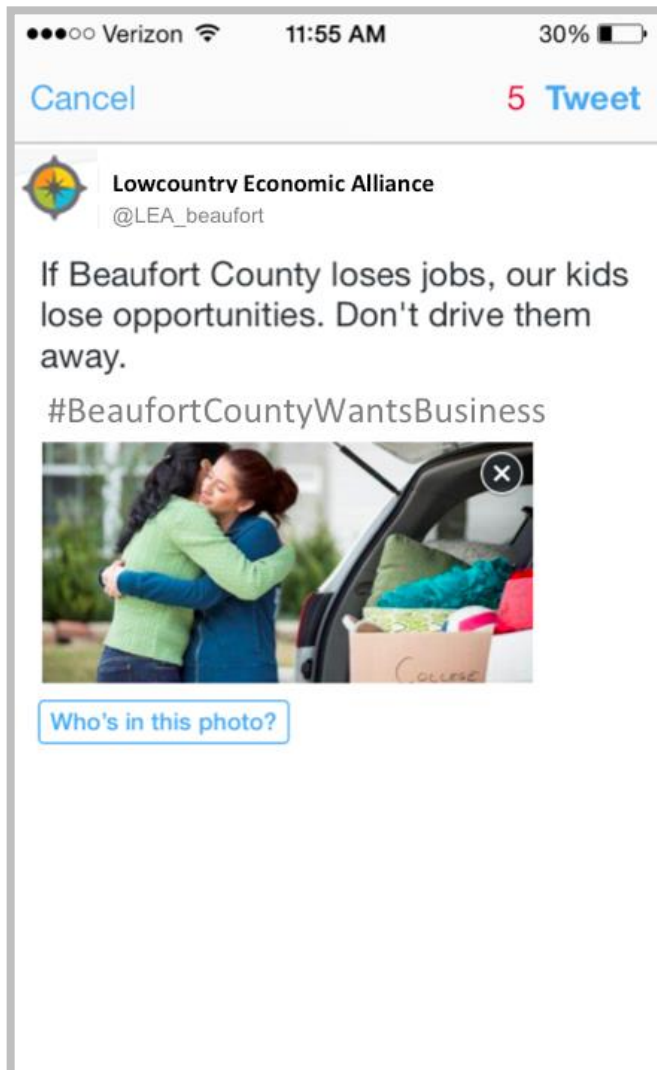 Verizon 11:55 AM 30%
Cancel 5 Tweet
Lowcountry Economic Alliance
@LEA_beaufort
If Beaufort County loses jobs, our kids
lose opportunities. Don't drive them
away.
#BeaufortCountyWantsBusiness
COLLEGE
Who's in this photo?